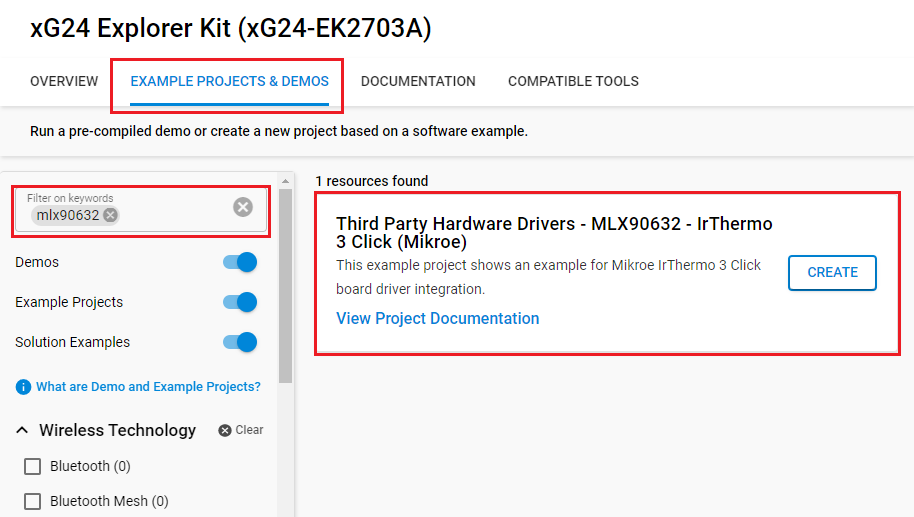 xG24 Explorer Kit (xG24-EK2703A)
OVERVIEW EXAMPLE PROJECTS & DEMOS DOCUMENTATION COMPATIBLE TOOLS
Run a pre-compiled demo or create a new project based on a software example.
Filter on keywords
mlx90632
Demos
Example Projects
Solution Examples
What are Demo and Example Projects?
Wireless Technology Clear
Bluetooth (0)
Bluetooth Mesh (0)
1 resources found
Third Party Hardware Drivers - MLX90632 - IrThermo
3 Click (Mikroe)
This example project shows an example for Mikroe IrThermo 3 Click
board driver integration.
View Project Documentation
CREATE